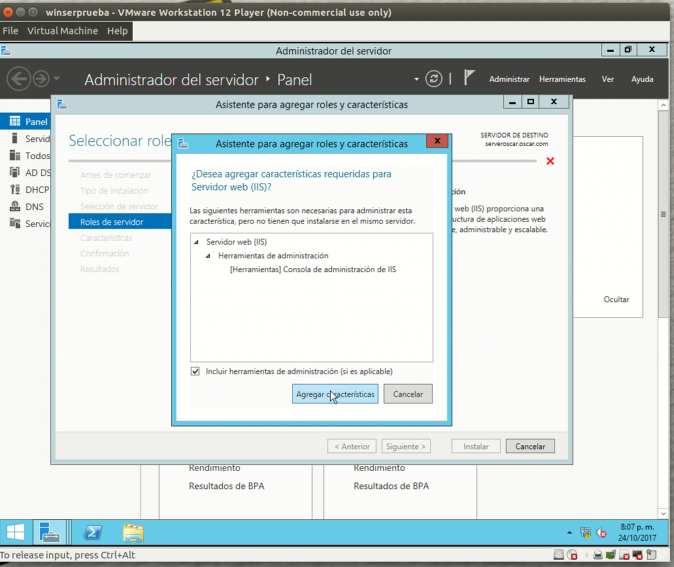 winserprueba - VMware Workstation 12 Player (Non-commercial use only)
File Virtual Machine Help
Administrador del servidor
Administrador del servidor Panel
Administrar Herramientas Ver Ayuda
Asistente para agregar roles y características
Panel
Servid
Todos
AD DS
DHCP
DNS
Servici
Seleccionar role
SERVIDOR DE DESTINO
serveroscar.oscar.com
Antes de comenzar
Tipo de instalación
Selección de servidor
Roles de servidor
Características
Confirmación
Resultados
Asistente para agregar roles y características
¿Desea agregar características requeridas para
Servidor web (IIS)?
Las siguientes herramientas son necesarias para administrar esta
característica, pero no tienen que instalarse en el mismo servidor.
Servidor web (IIS)
Herramientas de administración
[Herramientas] Consola de administración de IIS
Incluir herramientas de administración (si es aplicable)
Agregar características Cancelar
ción
web (IIS) proporciona una
uctura de aplicaciones web
e, administrable y escalable.
Ocultar
< Anterior Siguiente > Instalar Cancelar
Rendimiento Rendimiento
Resultados de BPA Resultados de BPA
8:07 p. m.
24/10/2017
To release input, press Ctrl+Alt